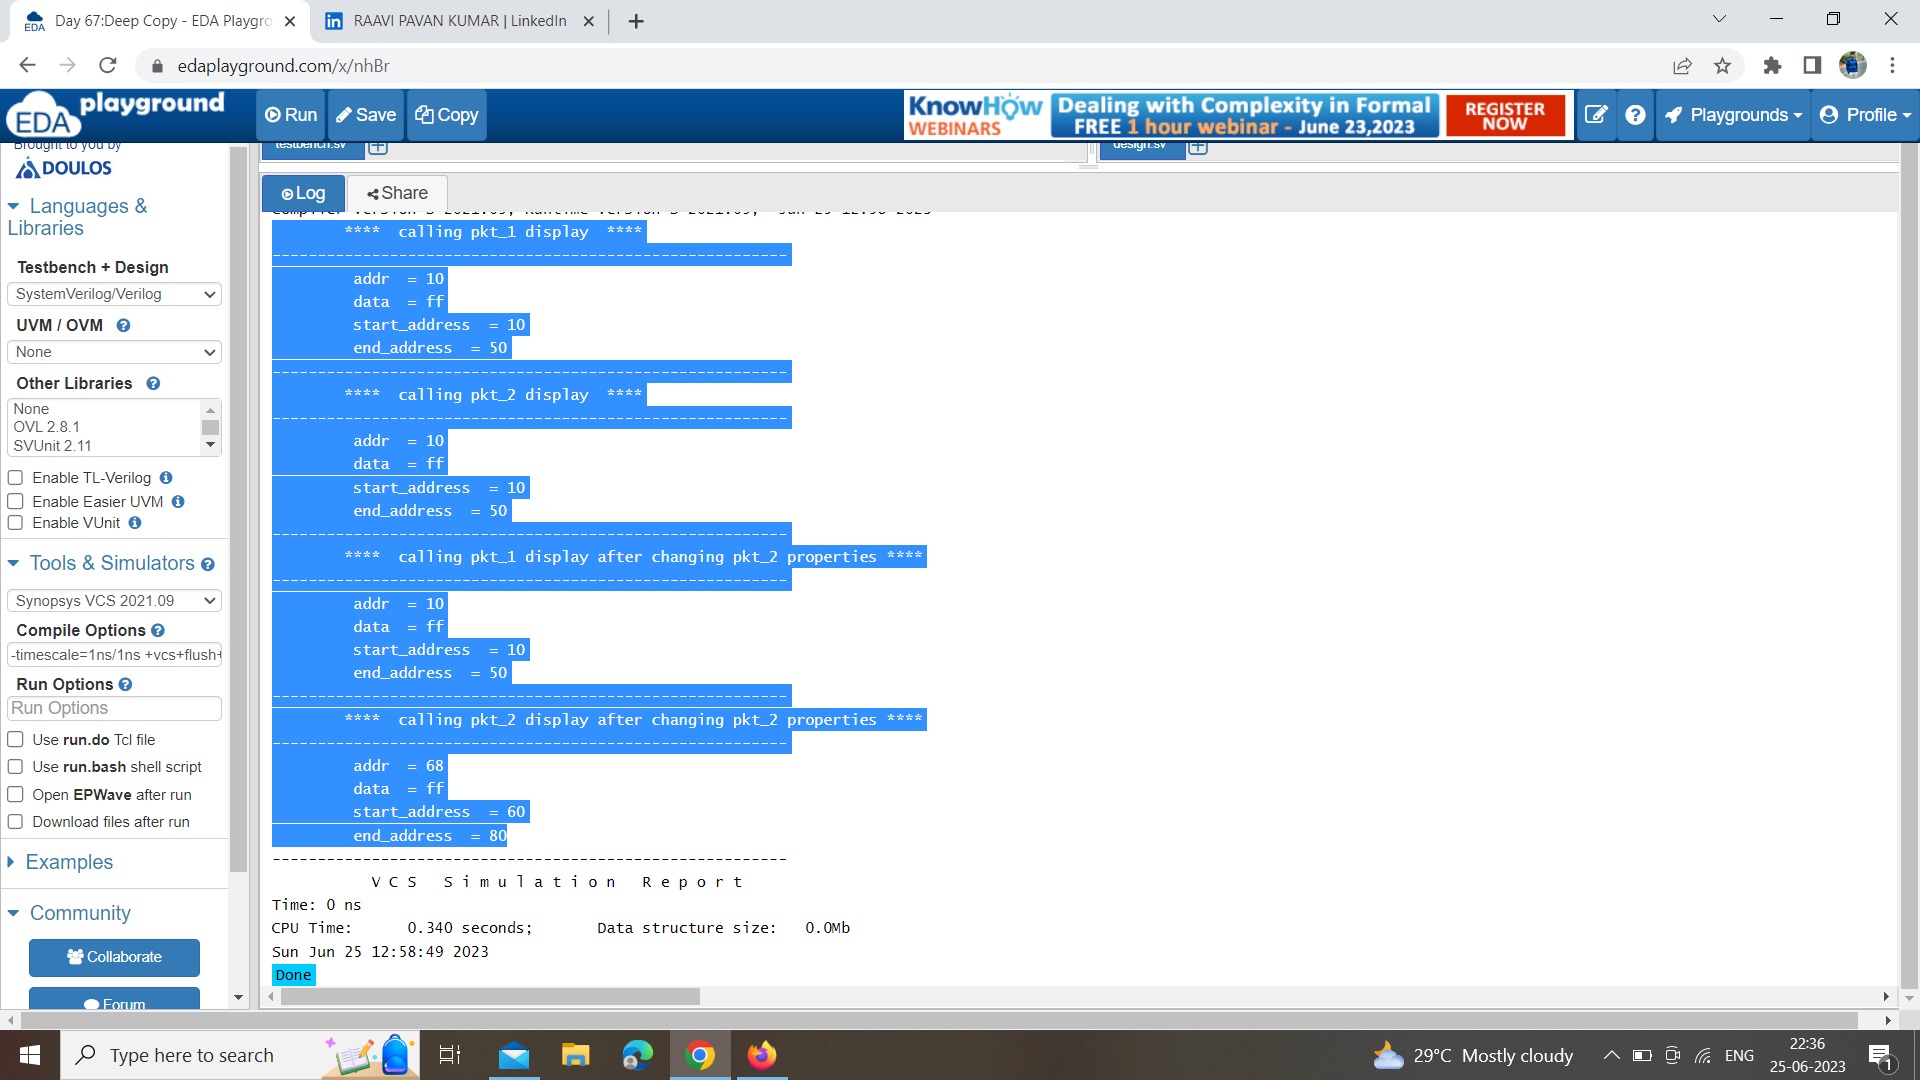 Day 67:Deep Copy - EDA Playgro
RAAVI PAVAN KUMAR | LinkedIn
edaplayground.com/x/nhBr
EDA playground
Run
Save
Copy
KnowHow WEBINARS
Dealing with Complexity in Formal
FREE 1 hour webinar - June 23,2023
REGISTER NOW
Playgrounds
Profile
Brought to you by
DOULOS
testbench.sv
design.sv
Languages & Libraries
Testbench + Design
SystemVerilog/Verilog
UVM / OVM
None
Other Libraries
None
OVL 2.8.1
SVUnit 2.11
Enable TL-Verilog
Enable Easier UVM
Enable VUnit
Tools & Simulators
Synopsys VCS 2021.09
Compile Options
-timescale=1ns/1ns +vcs+flush+
Run Options
Run Options
Use run.do Tcl file
Use run.bash shell script
Open EPWave after run
Download files after run
Examples
Community
Collaborate
Forum
Log
Share
**** calling pkt_1 display ****
---------------------------------------------------------
addr = 10
data = ff
start_address = 10
end_address = 50
---------------------------------------------------------
**** calling pkt_2 display ****
---------------------------------------------------------
addr = 10
data = ff
start_address = 10
end_address = 50
---------------------------------------------------------
**** calling pkt_1 display after changing pkt_2 properties ****
---------------------------------------------------------
addr = 10
data = ff
start_address = 10
end_address = 50
---------------------------------------------------------
**** calling pkt_2 display after changing pkt_2 properties ****
---------------------------------------------------------
addr = 68
data = ff
start_address = 60
end_address = 80
---------------------------------------------------------
V C S   S i m u l a t i o n   R e p o r t
Time: 0 ns
CPU Time: 0.340 seconds; Data structure size: 0.0Mb
Sun Jun 25 12:58:49 2023
Done
Type here to search
29°C Mostly cloudy
ENG
22:36
25-06-2023
1